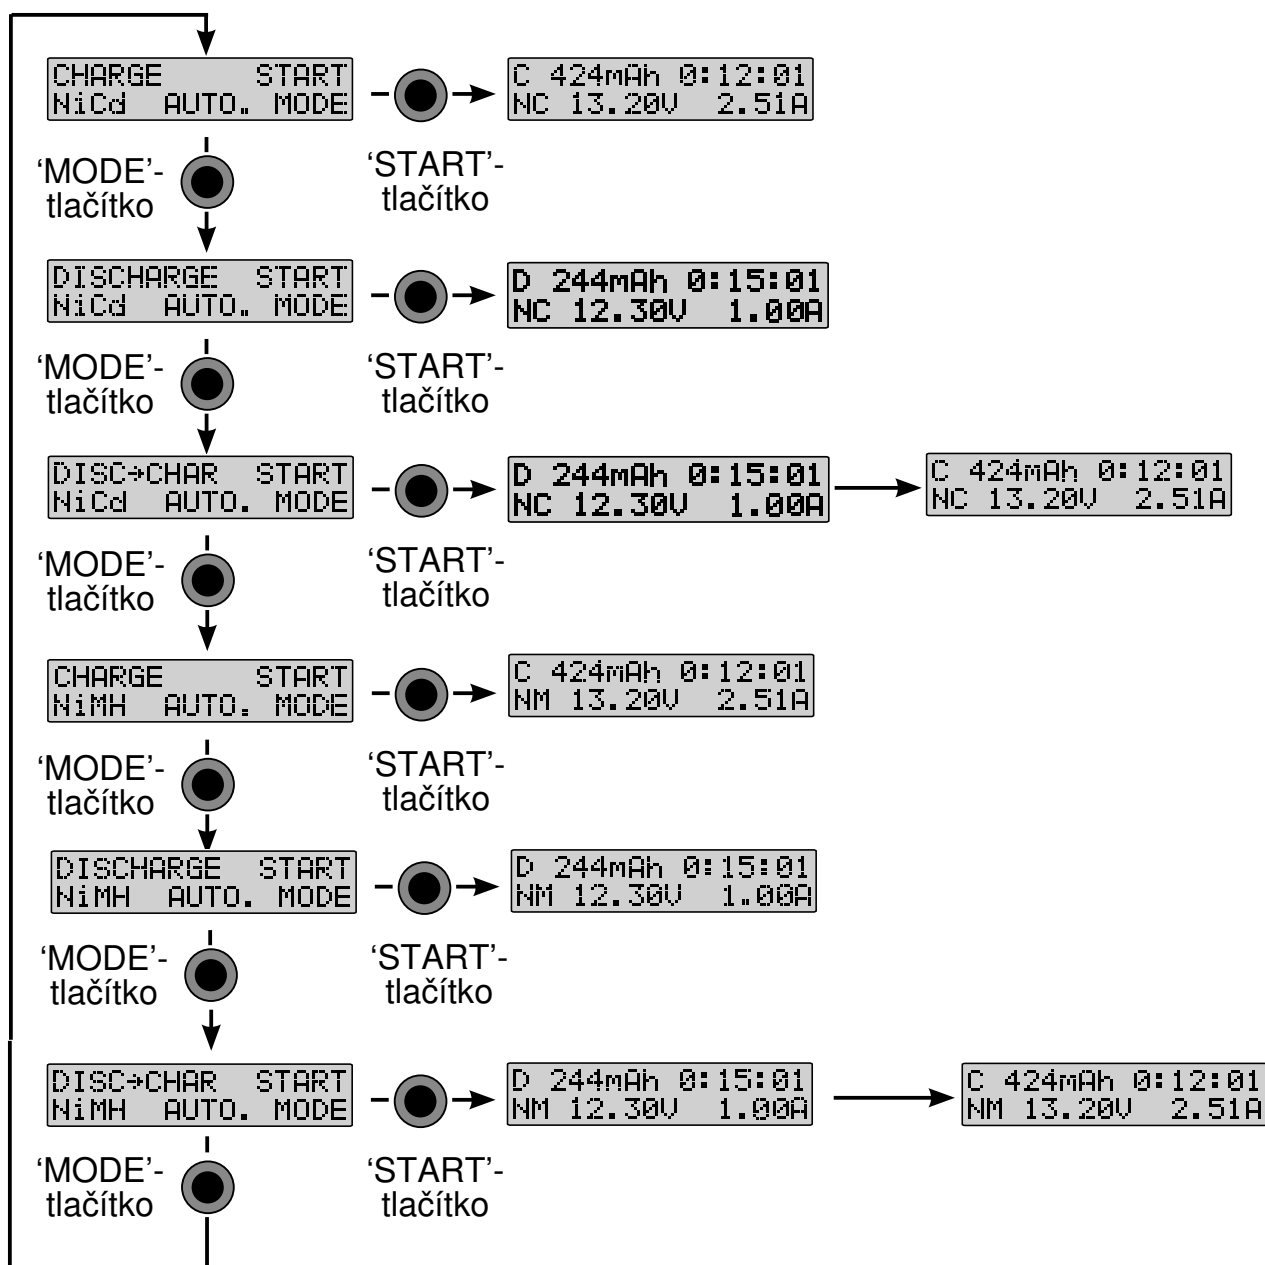 CHARGE START
NiCd AUTO. MODE
C 424mAh 0:12:01
NC 13.20V 2.51A
‘MODE’-
tlačítko
‘START’-
tlačítko
DISCHARGE START
NiCd AUTO. MODE
D 244mAh 0:15:01
NC 12.30V 1.00A
‘MODE’-
tlačítko
‘START’-
tlačítko
DISC→CHAR START
NiCd AUTO. MODE
D 244mAh 0:15:01
NC 12.30V 1.00A
C 424mAh 0:12:01
NC 13.20V 2.51A
‘MODE’-
tlačítko
‘START’-
tlačítko
CHARGE START
NiMH AUTO. MODE
C 424mAh 0:12:01
NM 13.20V 2.51A
‘MODE’-
tlačítko
‘START’-
tlačítko
DISCHARGE START
NiMH AUTO. MODE
D 244mAh 0:15:01
NM 12.30V 1.00A
‘MODE’-
tlačítko
‘START’-
tlačítko
DISC→CHAR START
NiMH AUTO. MODE
D 244mAh 0:15:01
NM 12.30V 1.00A
C 424mAh 0:12:01
NM 13.20V 2.51A
‘MODE’-
tlačítko
‘START’-
tlačítko